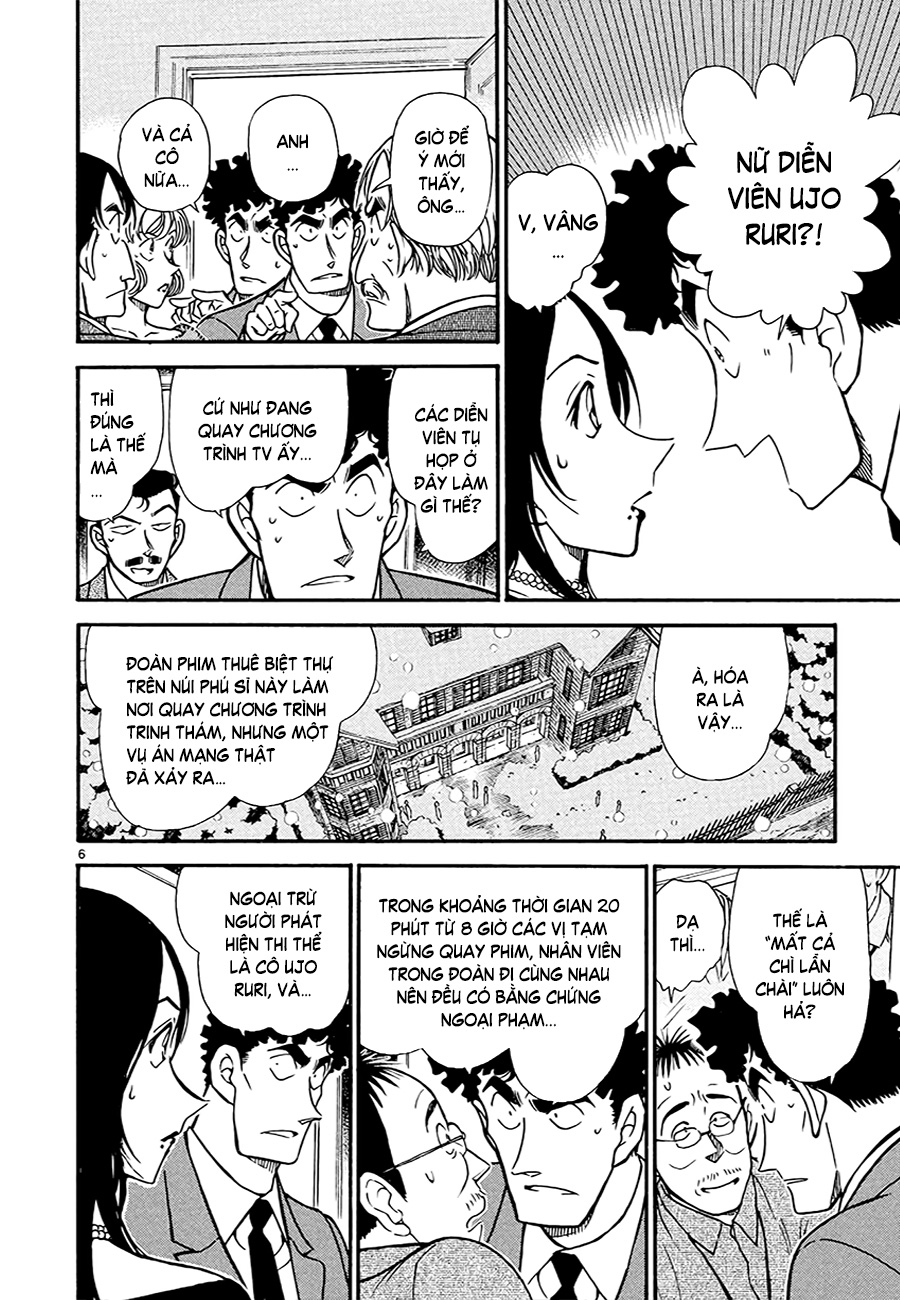 NỮ DIỄN
VIÊN UJO
RURI?!
V, VÂNG
...
GIỜ ĐỂ
Ý MỚI
THẤY,
ÔNG...
ANH
...
VÀ CẢ
CÔ
NỮA...
CÁC DIỄN
VIÊN TỤ
HỌP Ở
ĐÂY LÀM
GÌ THẾ?
CỨ NHƯ ĐANG
QUAY CHƯƠNG
TRÌNH TV ẤY...
THÌ
ĐÚNG
LÀ THẾ
MÀ
...
À, HÓA
RA LÀ
VẬY...
ĐOÀN PHIM THUÊ BIỆT THỰ
TRÊN NÚI PHÚ SĨ NÀY LÀM
NƠI QUAY CHƯƠNG TRÌNH
TRINH THÁM, NHƯNG MỘT
VỤ ÁN MẠNG THẬT
ĐÃ XẢY RA...
6
THẾ LÀ
"MẤT CẢ
CHÌ LẪN
CHÀI" LUÔN
HẢ?
DẠ
THÌ...
TRONG KHOẢNG THỜI GIAN 20
PHÚT TỪ 8 GIỜ CÁC VỊ TẠM
NGỪNG QUAY PHIM, NHÂN VIÊN
TRONG ĐOÀN ĐI CÙNG NHAU
NÊN ĐỀU CÓ BẰNG CHỨNG
NGOẠI PHẠM...
NGOẠI TRỪ
NGƯỜI PHÁT
HIỆN THI THỂ
LÀ CÔ UJO
RURI, VÀ...